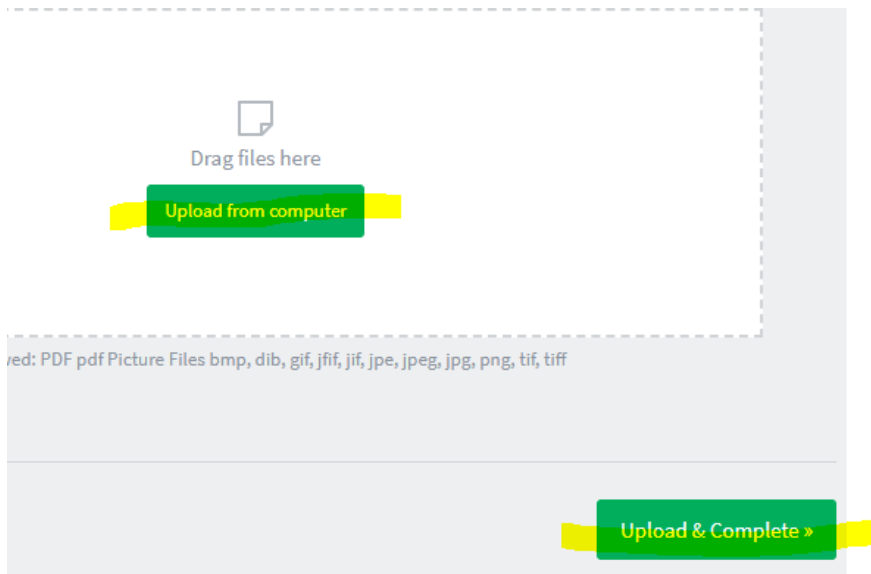 Drag files here
Upload from computer
ved: PDF pdf Picture Files bmp, dib, gif, jfif, jif, jpe, jpeg, jpg, png, tif, tiff
Upload & Complete »